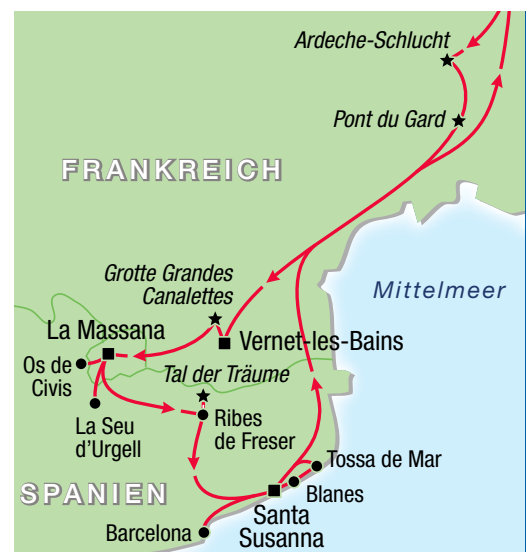 Ardeche-Schlucht
Pont du Gard
FRANKREICH
Grotte Grandes
Canalettes
Mittelmeer
La Massana
Vernet-les-Bains
Os de
Civis
Tal der Träume
La Seu
d'Urgell
Ribes
de Freser
Tossa de Mar
SPANIEN
Blanes
Santa
Susanna
Barcelona